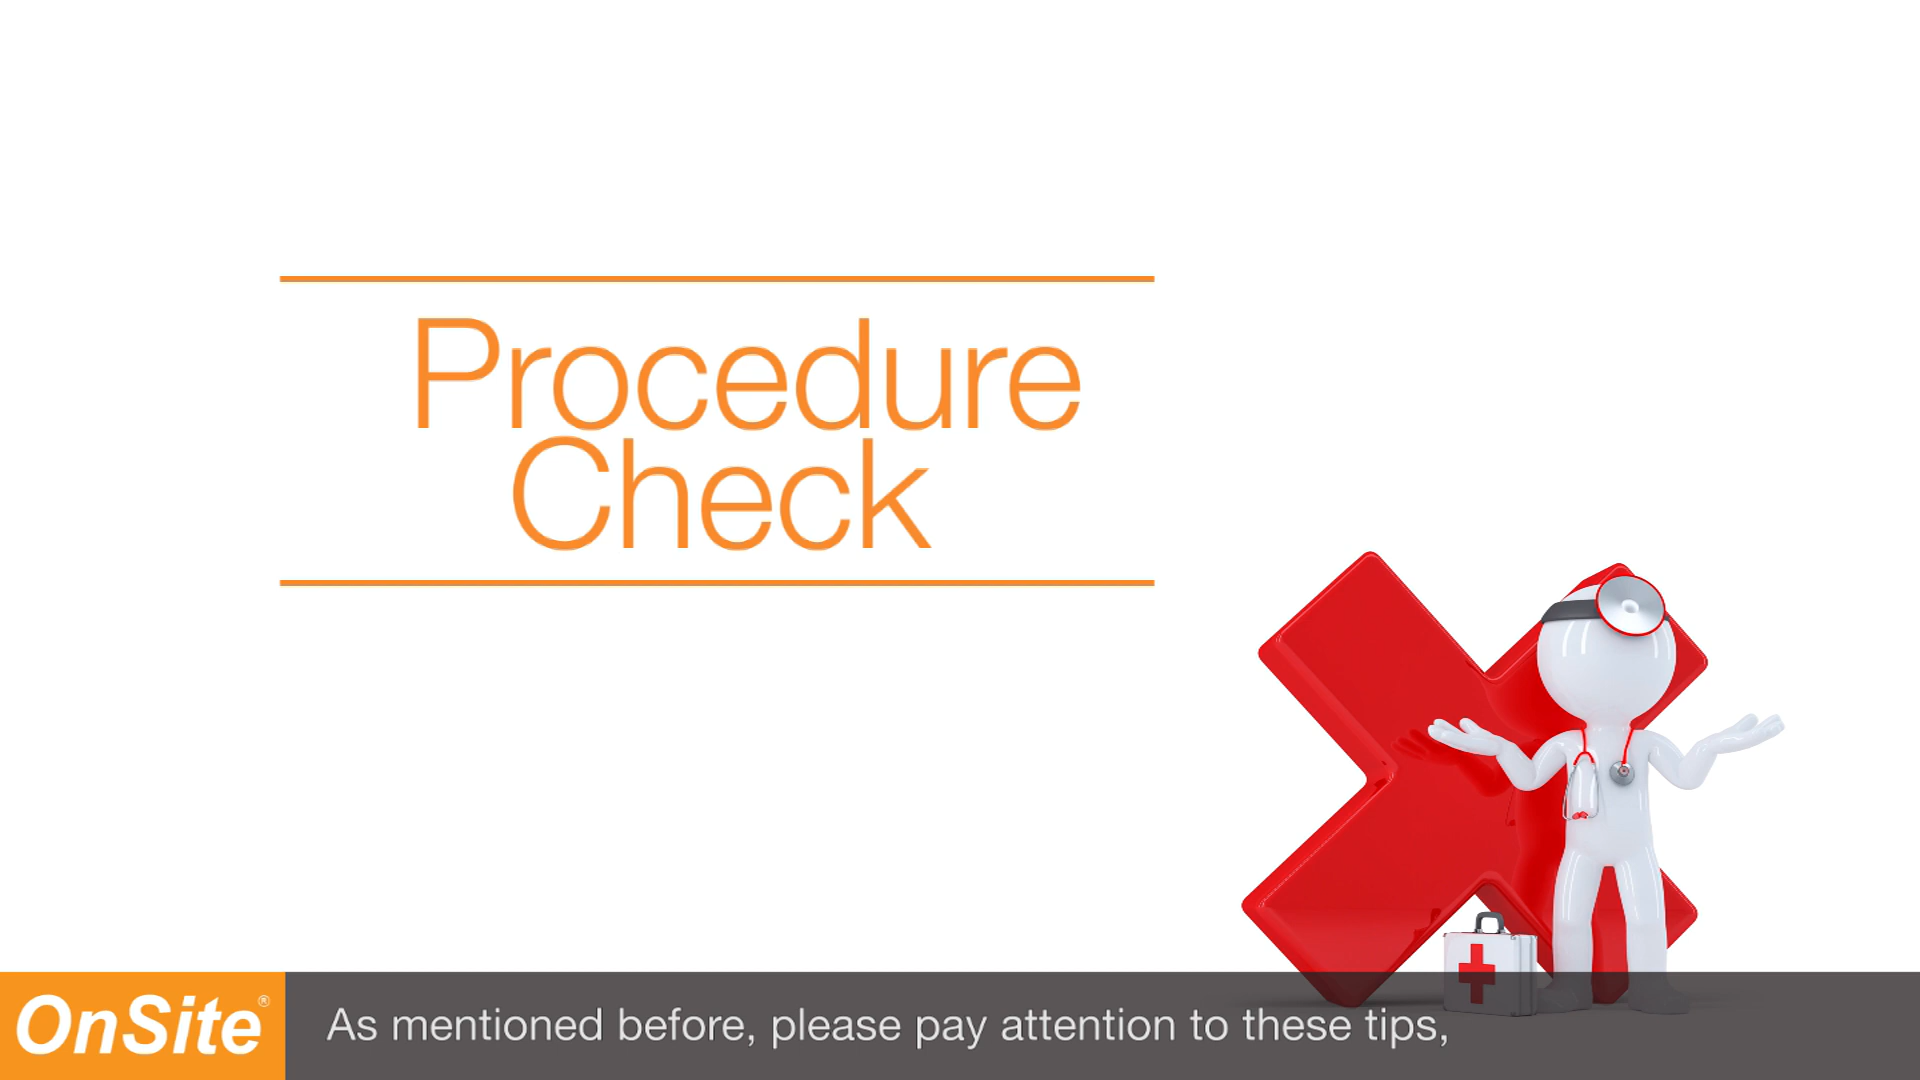 Procedure
Check
OnSite®
As mentioned before, please pay attention to these tips,